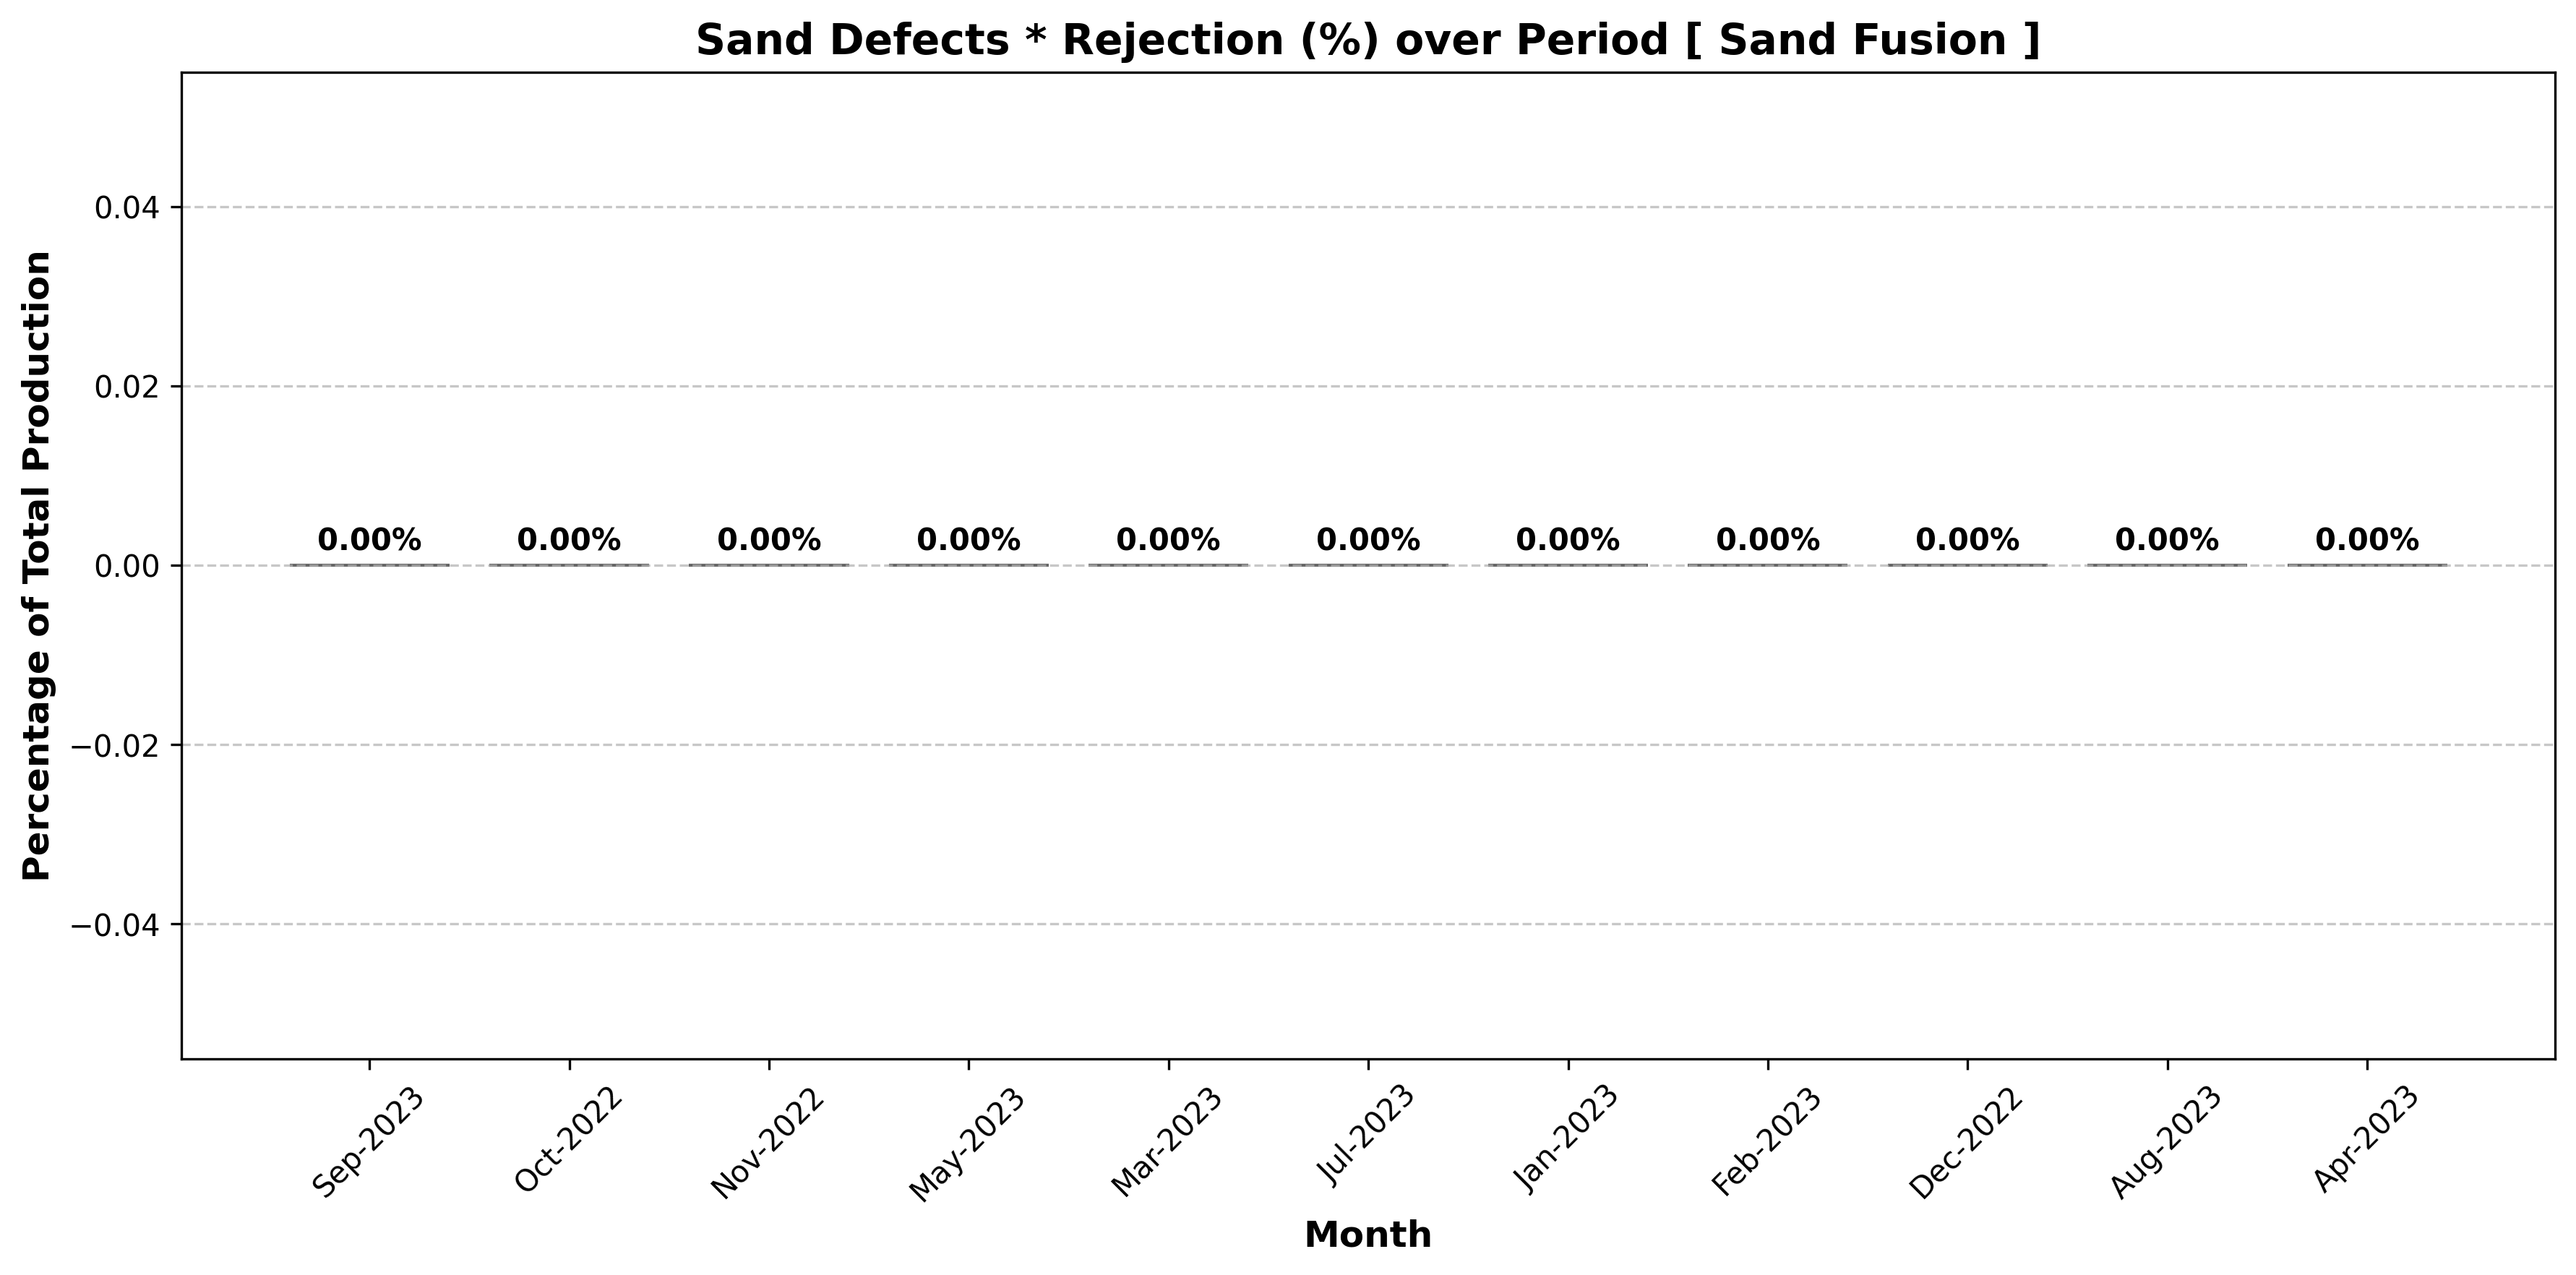 Sand Defects * Rejection (%) over Period [ Sand Fusion ]
Percentage of Total Production
0.04
0.02
0.00
−0.02
−0.04
0.00% 0.00% 0.00% 0.00% 0.00% 0.00% 0.00% 0.00% 0.00% 0.00% 0.00%
Sep-2023 Oct-2022 Nov-2022 May-2023 Mar-2023 Jul-2023 Jan-2023 Feb-2023 Dec-2022 Aug-2023 Apr-2023
Month